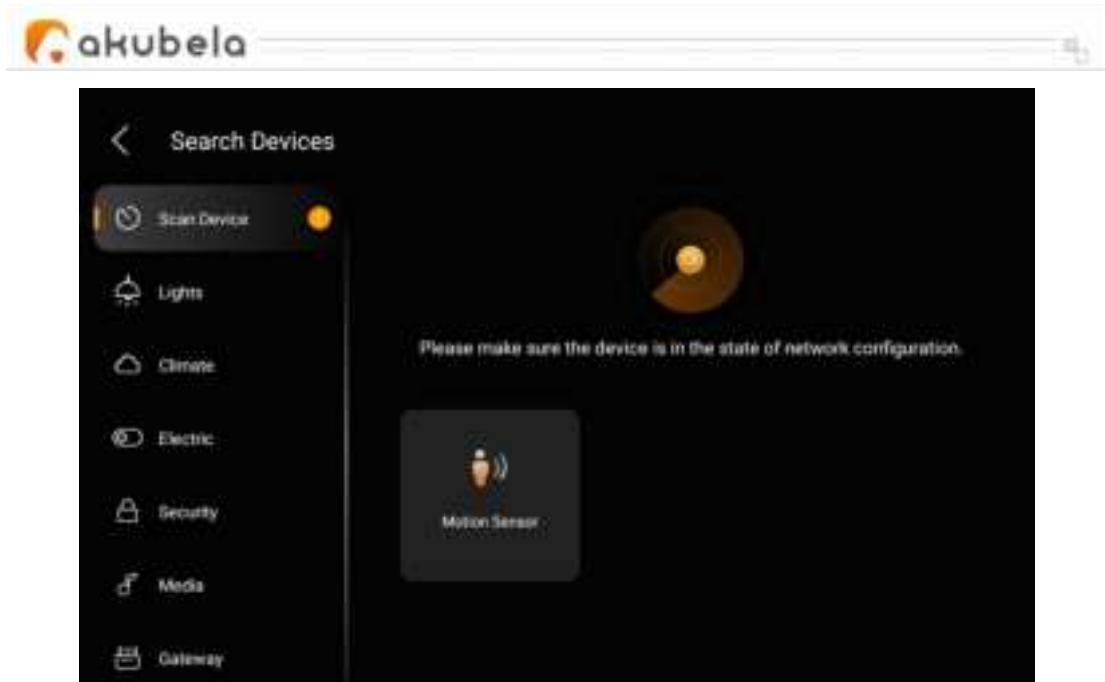 akubela
Search Devices
Scan Device
Lights
Climate
Electric
Security
Media
Gateway
Please make sure the device is in the state of network configuration.
Motion Sensor